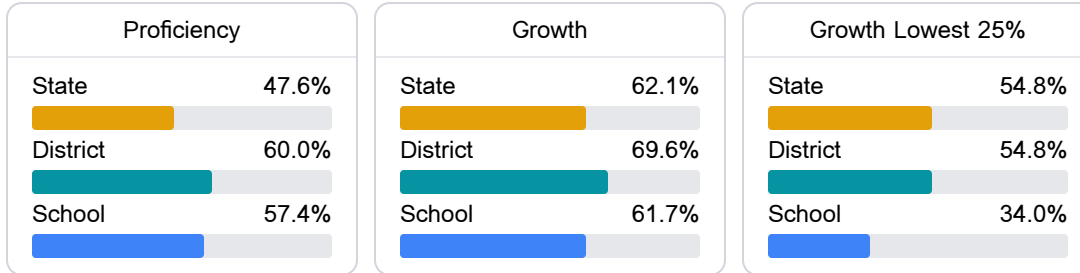 Proficiency
State 47.6%
District 60.0%
School 57.4%
Growth
State 62.1%
District 69.6%
School 61.7%
Growth Lowest 25%
State 54.8%
District 54.8%
School 34.0%